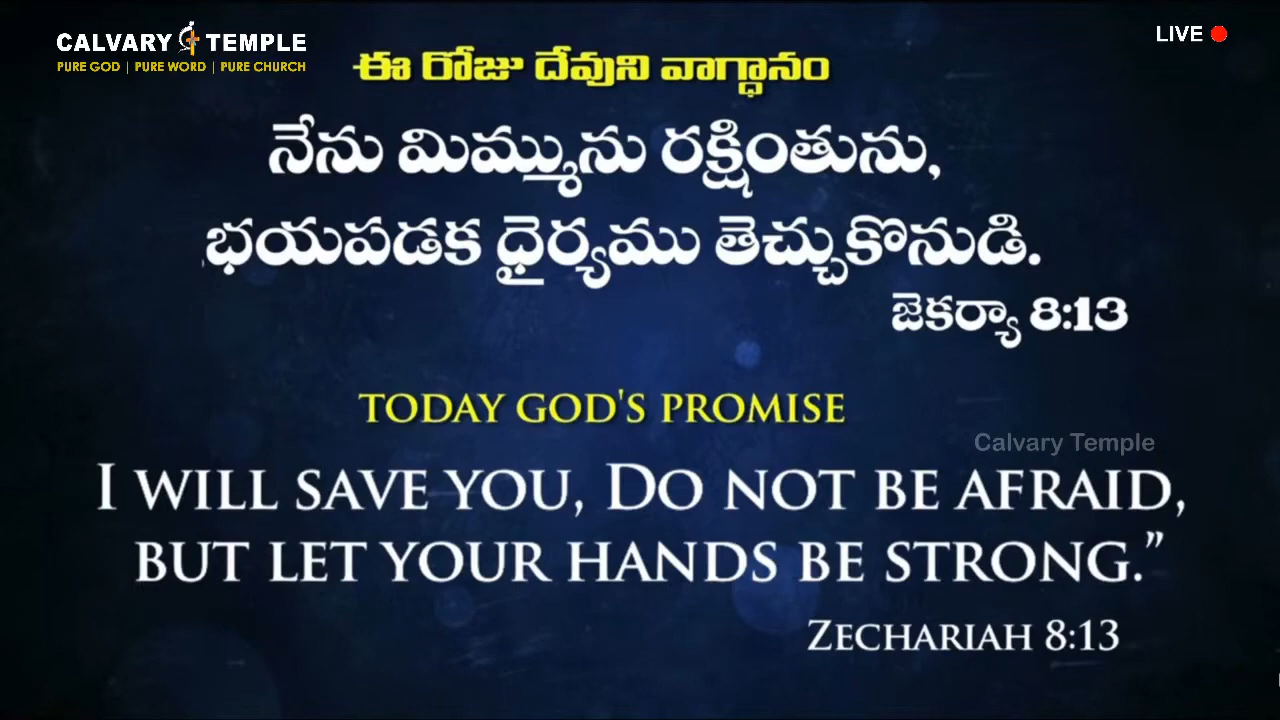 CALVARY TEMPLE
PURE GOD | PURE WORD | PURE CHURCH
LIVE
ఈ రోజు దేవుని వాగ్ధానం
నేను మిమ్మును రక్షింతును,
భయపడక ధైర్యము తెచ్చుకొనుడి.
జెకర్యా 8:13
TODAY GOD'S PROMISE
Calvary Temple
I WILL SAVE YOU, DO NOT BE AFRAID,
BUT LET YOUR HANDS BE STRONG.”
ZECHARIAH 8:13